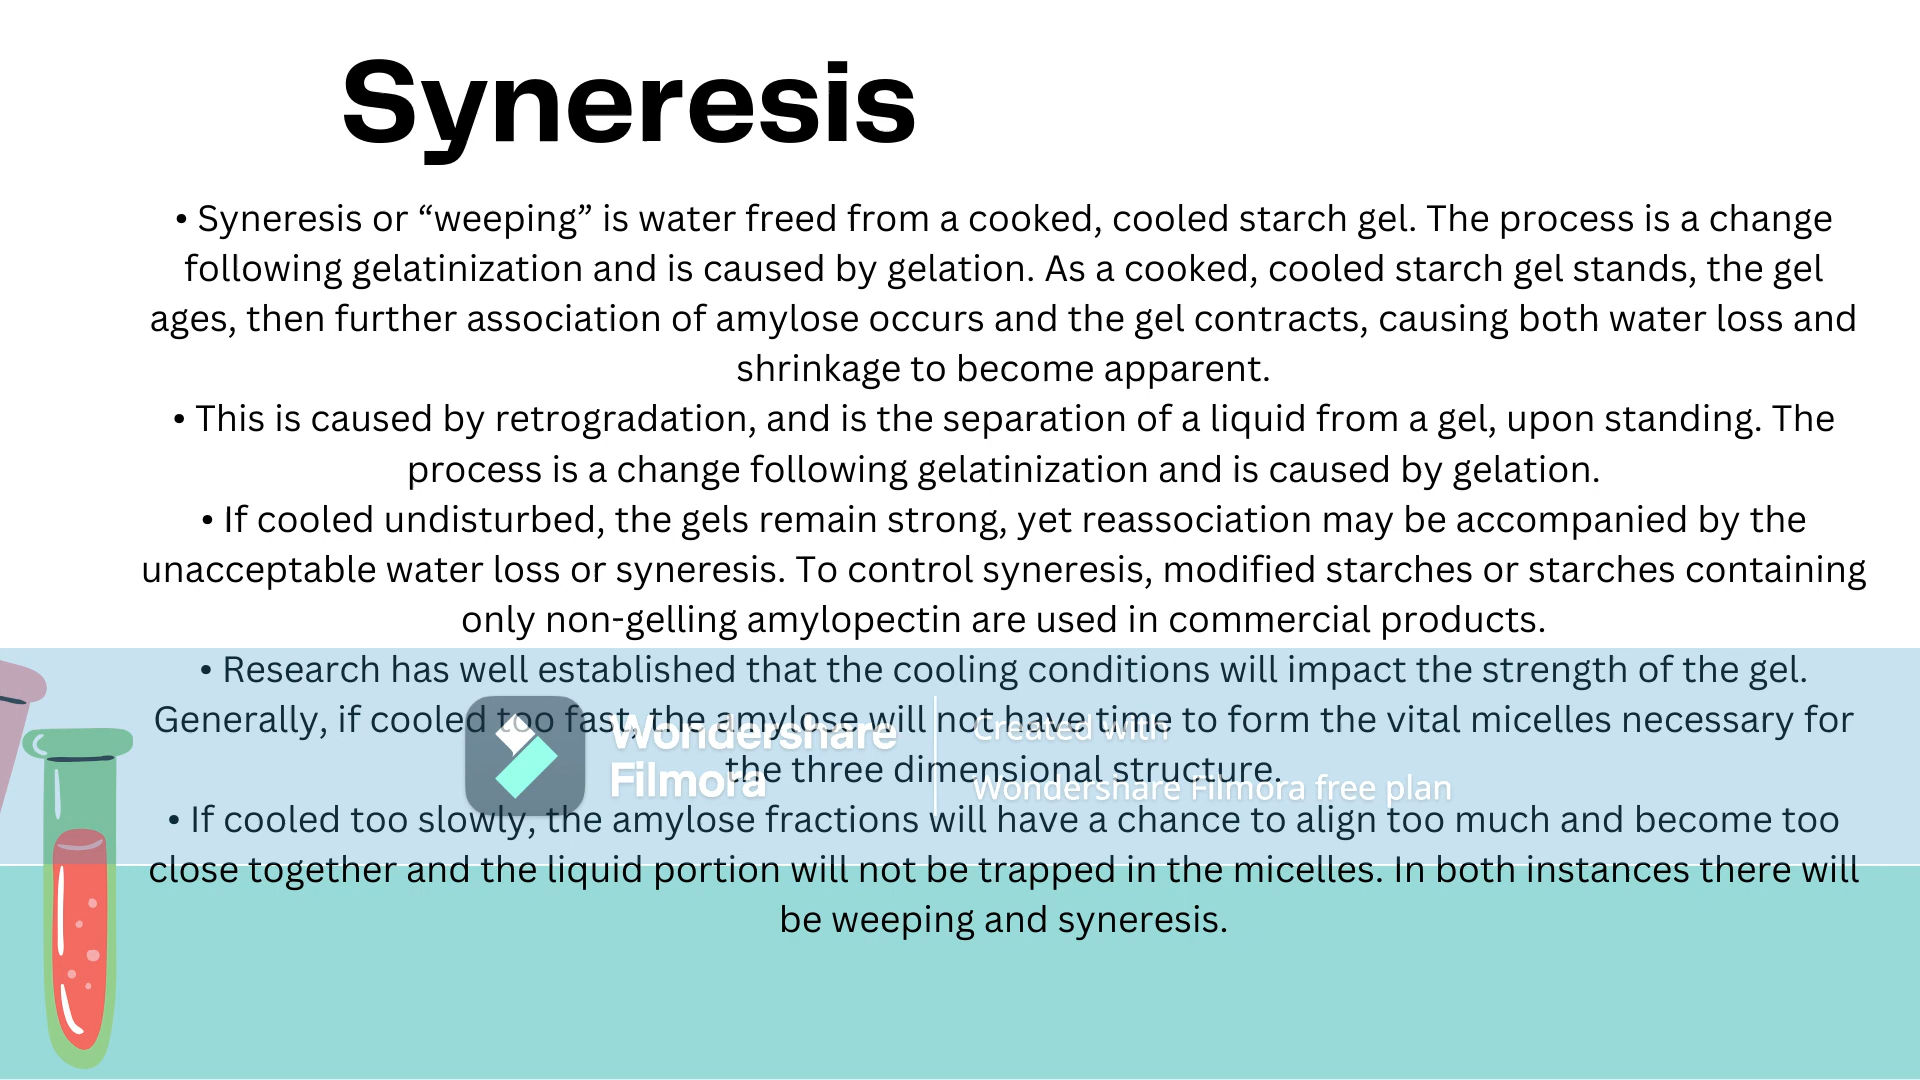 Syneresis
• Syneresis or “weeping” is water freed from a cooked, cooled starch gel. The process is a change
following gelatinization and is caused by gelation. As a cooked, cooled starch gel stands, the gel
ages, then further association of amylose occurs and the gel contracts, causing both water loss and
shrinkage to become apparent.
• This is caused by retrogradation, and is the separation of a liquid from a gel, upon standing. The
process is a change following gelatinization and is caused by gelation.
• If cooled undisturbed, the gels remain strong, yet reassociation may be accompanied by the
unacceptable water loss or syneresis. To control syneresis, modified starches or starches containing
only non-gelling amylopectin are used in commercial products.
• Research has well established that the cooling conditions will impact the strength of the gel.
Generally, if cooled too fast, the amylose will not have time to form the vital micelles necessary for
the three dimensional structure.
• If cooled too slowly, the amylose fractions will have a chance to align too much and become too
close together and the liquid portion will not be trapped in the micelles. In both instances there will
be weeping and syneresis.
Wondershare
Filmora
Created with
Wondershare Filmora free plan